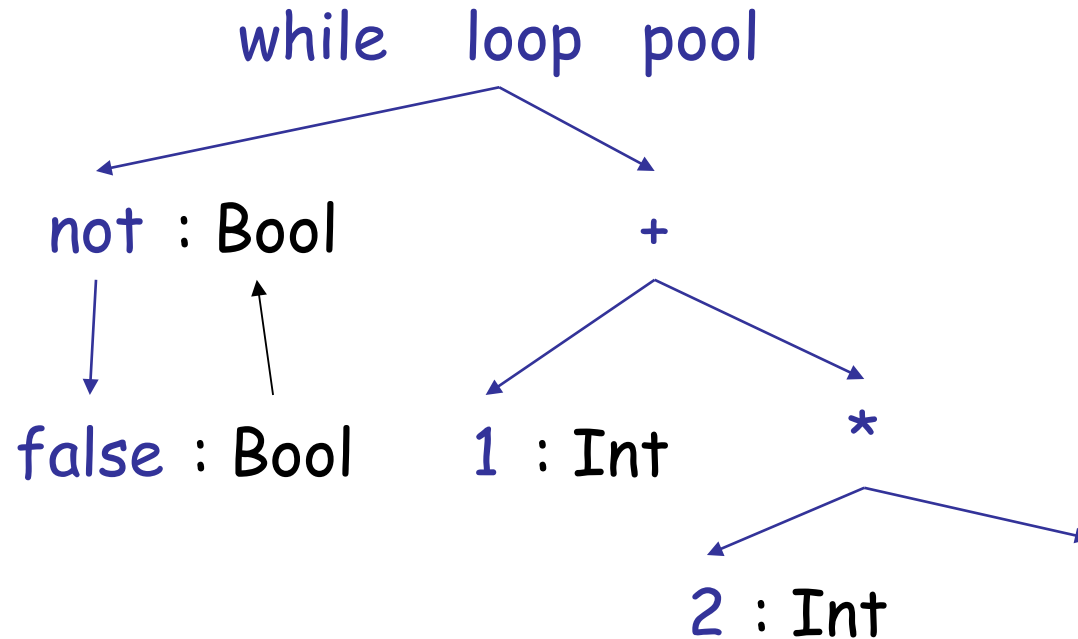 while loop pool
not : Bool +
false : Bool 1 : Int *
2 : Int